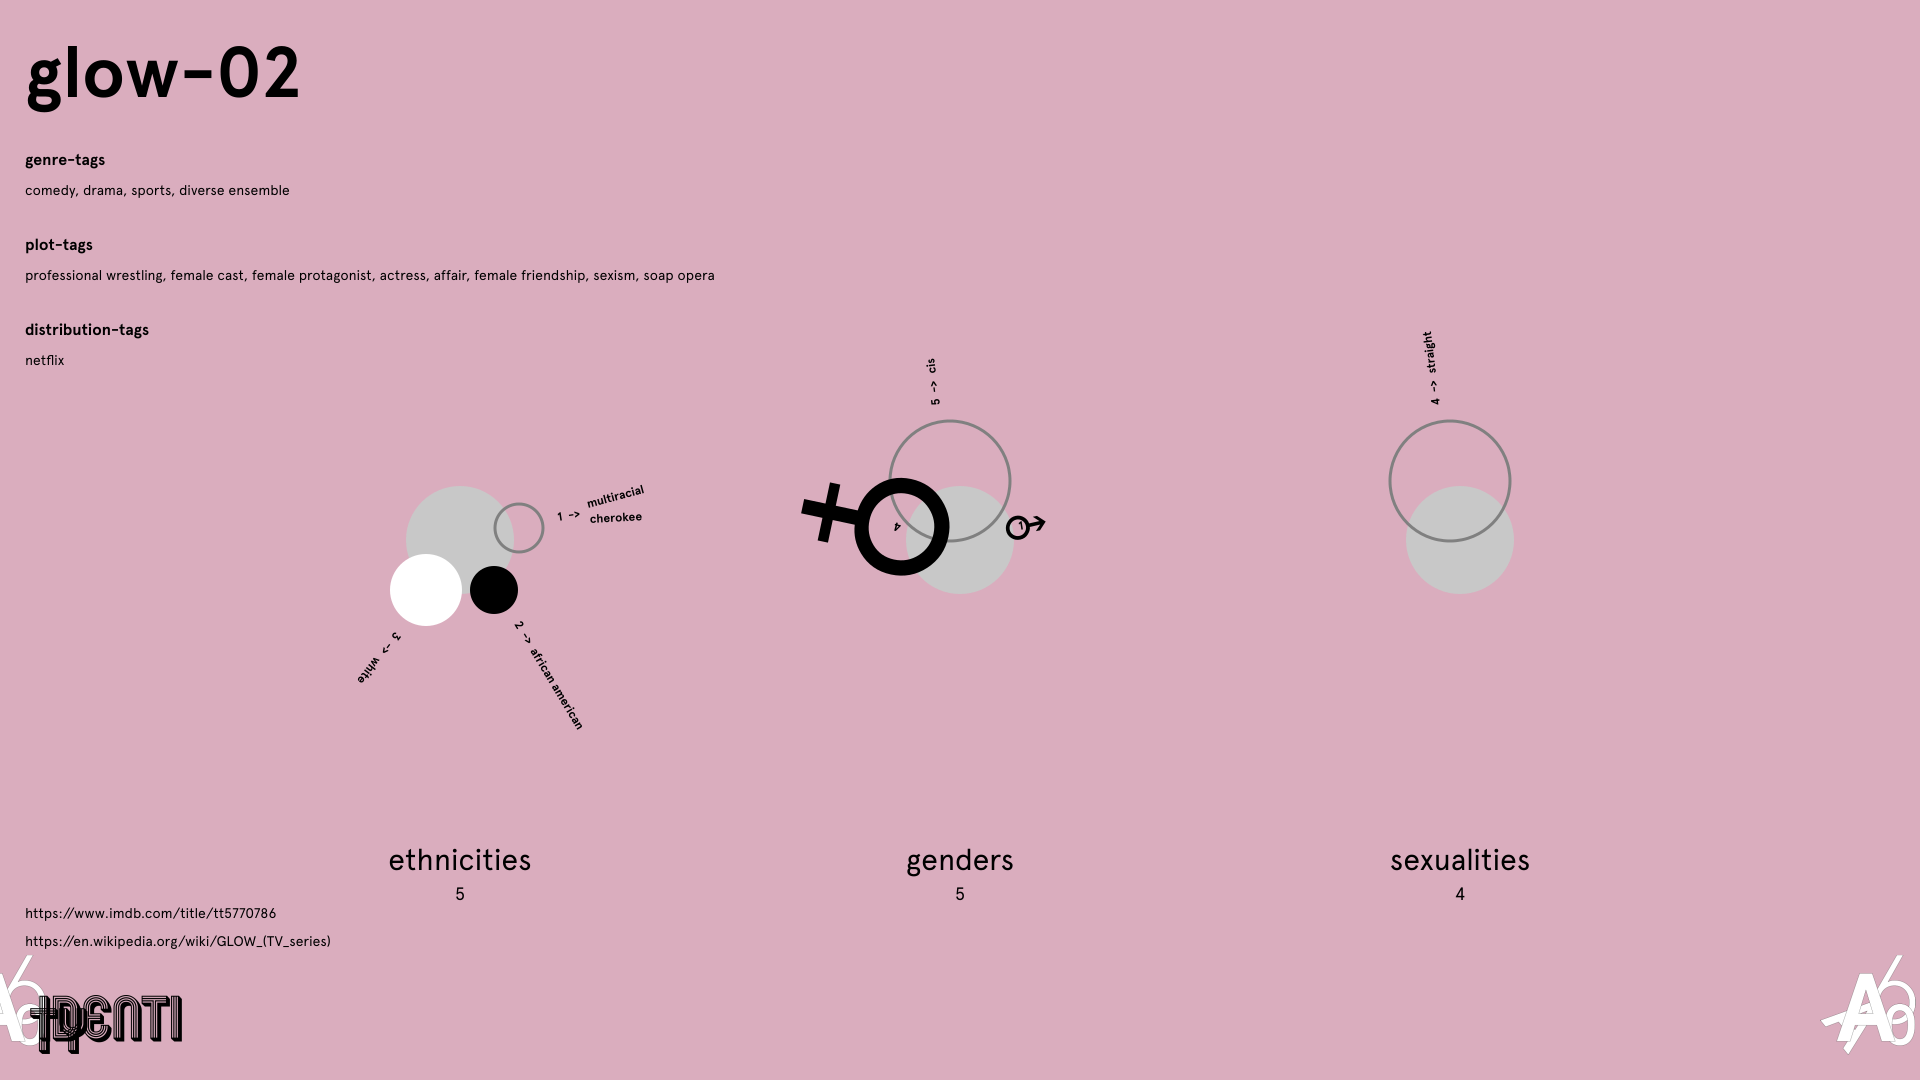 glow-02
genre-tags
comedy, drama, sports, diverse ensemble
plot-tags
professional wrestling, female cast, female protagonist, actress, affair, female friendship, sexism, soap opera
distribution-tags
netflix
1 -> multiracial
cherokee
3 -> white
2 -> african american
ethnicities
5
5 -> cis
4
1
genders
5
4 -> straight
sexualities
4
https://www.imdb.com/title/tt5770786
https://en.wikipedia.org/wiki/GLOW_(TV_series)
IDENTI